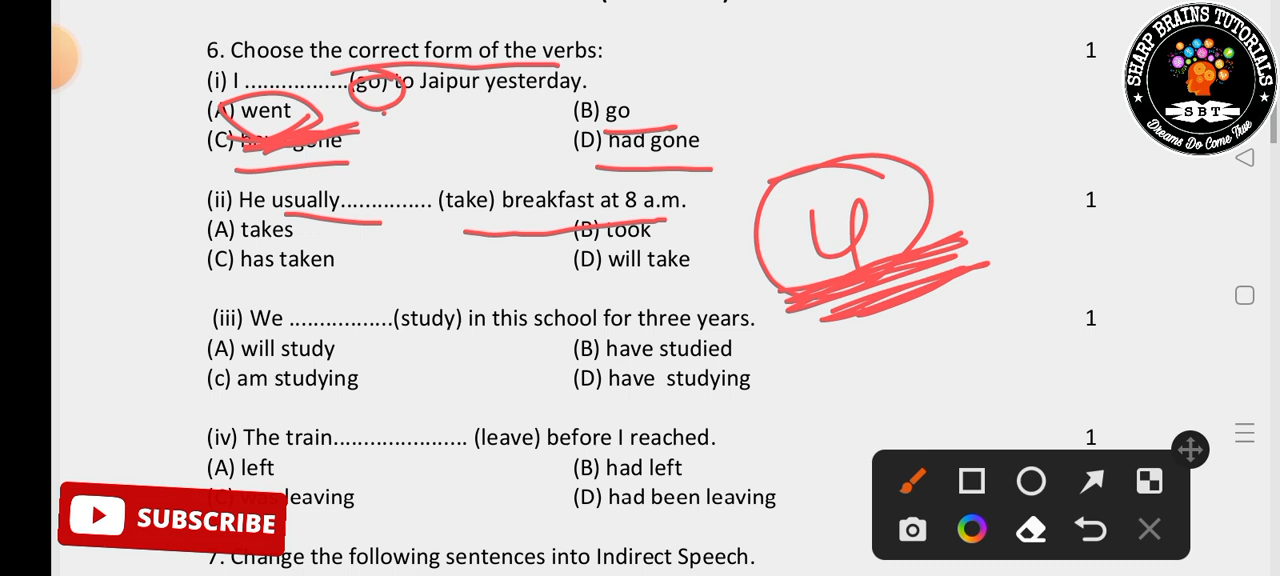 6. Choose the correct form of the verbs: 1
(i) I .................(go) to Jaipur yesterday.
(A) went (B) go
(C) gone (D) had gone
(ii) He usually............... (take) breakfast at 8 a.m. 1
(A) takes (B) took
(C) has taken (D) will take
4
(iii) We .................(study) in this school for three years. 1
(A) will study (B) have studied
(c) am studying (D) have studying
(iv) The train...................... (leave) before I reached. 1
(A) left (B) had left
leaving (D) had been leaving
7. Change the following sentences into Indirect Speech.
SUBSCRIBE
SHARP BRAINS TUTORIALS
SBT
Dreams Do Come True